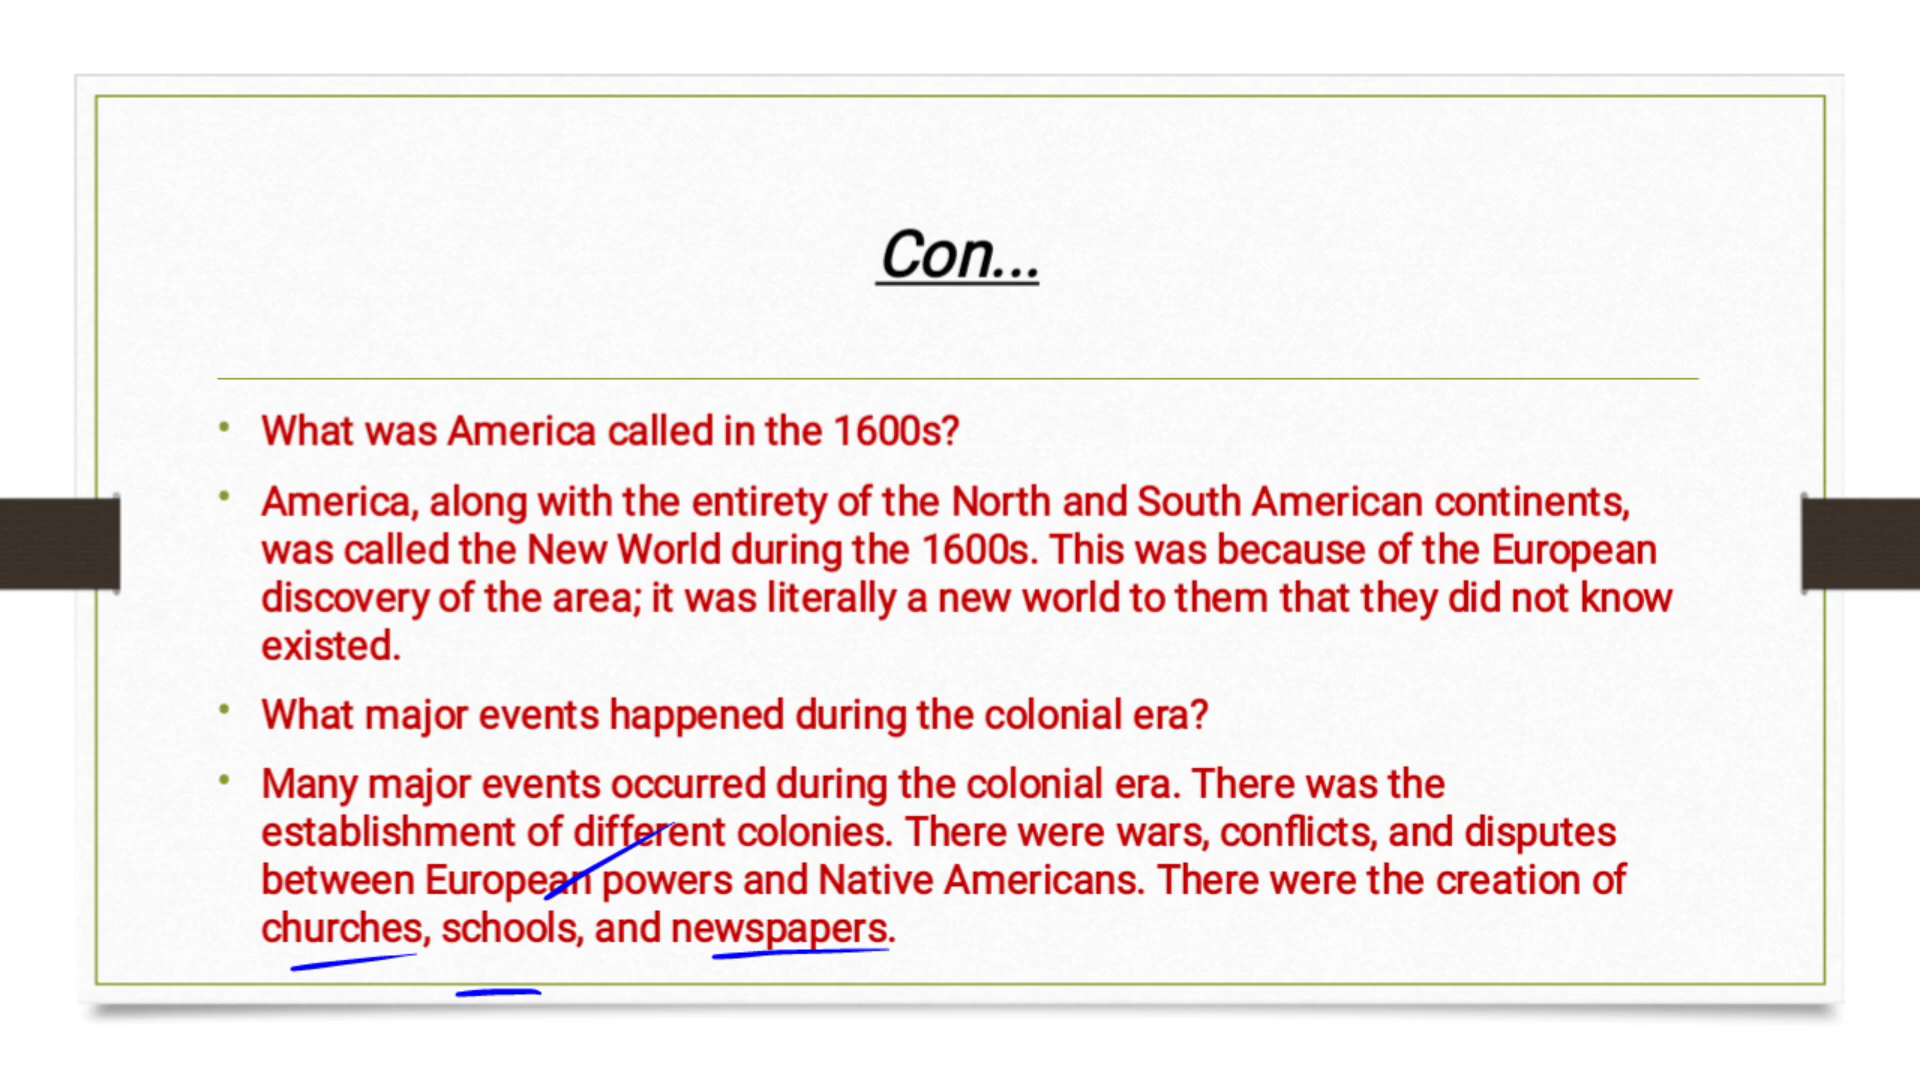 Con...
• What was America called in the 1600s?
• America, along with the entirety of the North and South American continents,
was called the New World during the 1600s. This was because of the European
discovery of the area; it was literally a new world to them that they did not know
existed.
• What major events happened during the colonial era?
• Many major events occurred during the colonial era. There was the
establishment of different colonies. There were wars, conflicts, and disputes
between European powers and Native Americans. There were the creation of
churches, schools, and newspapers.